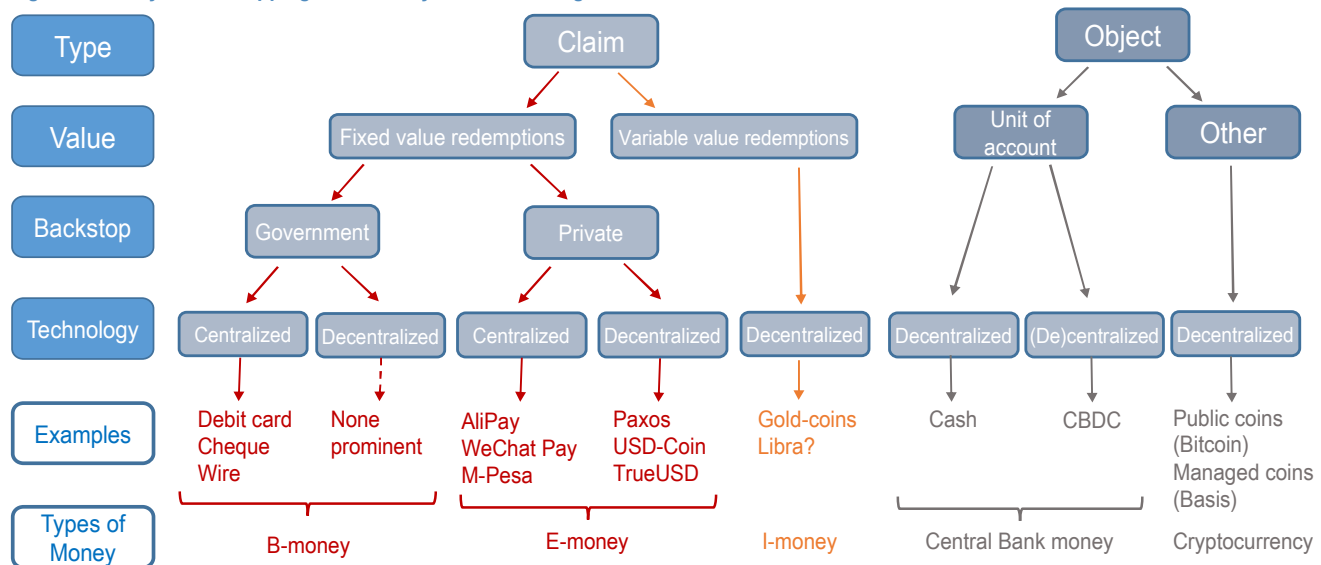 Type
Claim
Object
Value
Fixed value redemptions
Variable value redemptions
Unit of
account
Other
Backstop
Government
Private
Technology
Centralized
Decentralized
Centralized
Decentralized
Decentralized
Decentralized
(De)centralized
Decentralized
Examples
Debit card
Cheque
Wire
None
prominent
AliPay
WeChat Pay
M-Pesa
Paxos
USD-Coin
TrueUSD
Gold-coins
Libra?
Cash
CBDC
Public coins
(Bitcoin)
Managed coins
(Basis)
Types of
Money
B-money
E-money
I-money
Central Bank money
Cryptocurrency